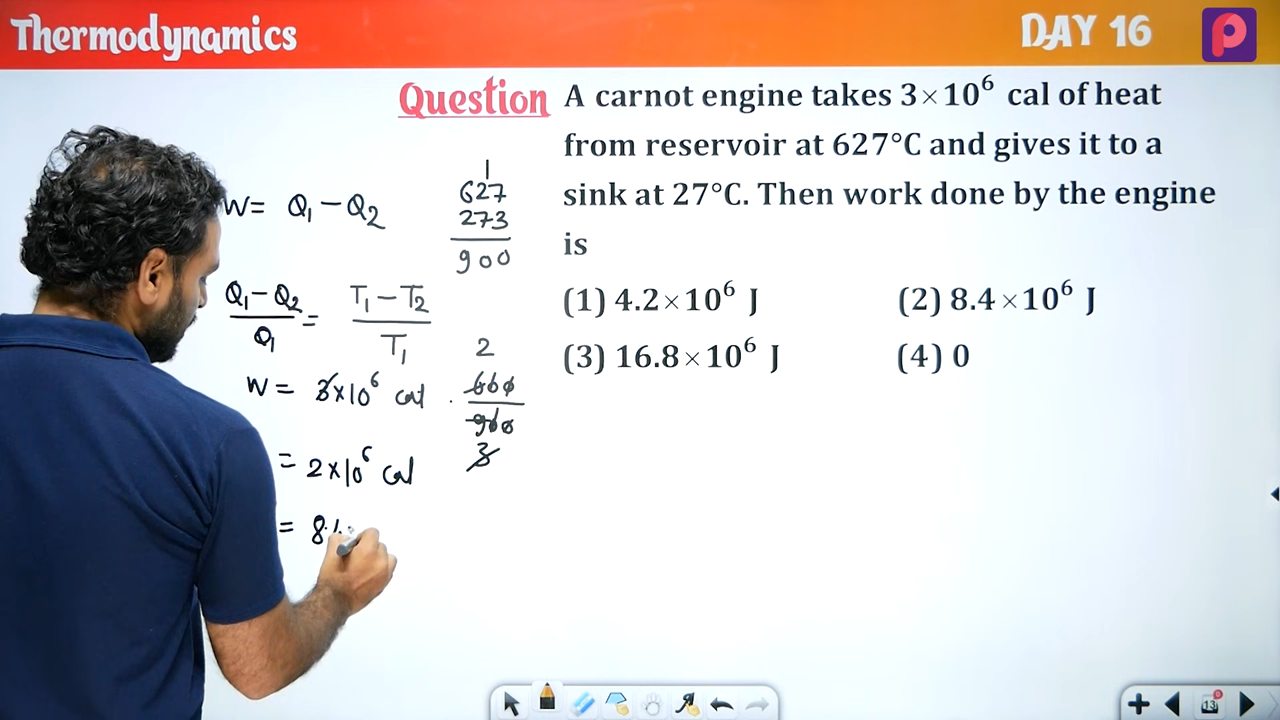 Thermodynamics
DAY 16
Question A carnot engine takes 3×10⁶ cal of heat
from reservoir at 627°C and gives it to a
sink at 27°C. Then work done by the engine
is
(1) 4.2×10⁶ J (2) 8.4×10⁶ J
(3) 16.8×10⁶ J (4) 0
W = Q₁ − Q₂
1
627
273
900
Q₁ − Q₂ / Q₁ = T₁ − T₂ / T₁
2
W = 3×10⁶ cal . 600 / 900
3
= 2×10⁶ cal
= 8.4
13